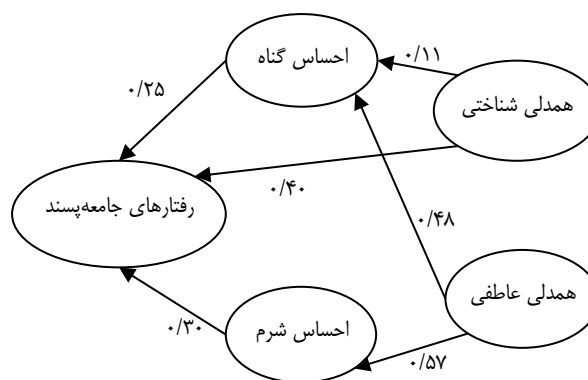 احساس گناه
۰/۱۱
۰/۲۵
همدلی شناختی
رفتارهای جامعه‌پسند
۰/۴۰
۰/۴۸
همدلی عاطفی
احساس شرم
۰/۳۰
۰/۵۷